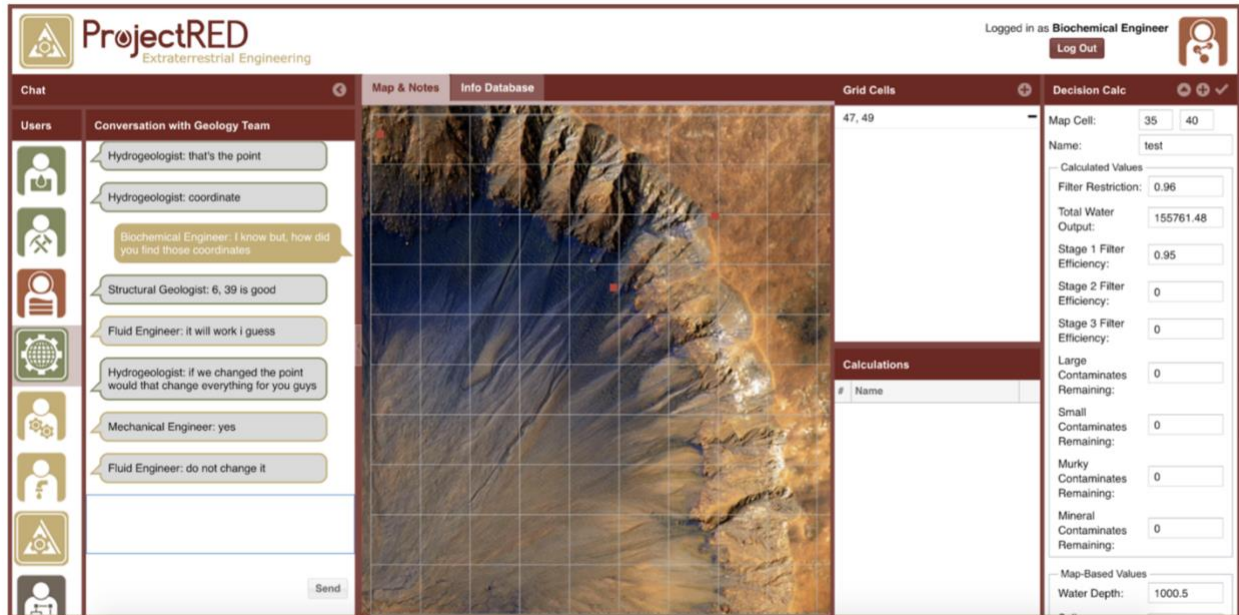 ProjectRED
Extraterrestrial Engineering
Logged in as Biochemical Engineer
Log Out
Chat
Map & Notes
Info Database
Grid Cells
Decision Calc
Users
Conversation with Geology Team
Hydrogeologist: that's the point
Hydrogeologist: coordinate
Biochemical Engineer: I know but, how did
you find those coordinates
Structural Geologist: 6, 39 is good
Fluid Engineer: it will work i guess
Hydrogeologist: if we changed the point
would that change everything for you guys
Mechanical Engineer: yes
Fluid Engineer: do not change it
Send
47, 49
Calculations
# Name
Map Cell: 35 40
Name: test
Calculated Values
Filter Restriction: 0.96
Total Water
Output: 155761.48
Stage 1 Filter
Efficiency: 0.95
Stage 2 Filter
Efficiency: 0
Stage 3 Filter
Efficiency: 0
Large
Contaminates
Remaining: 0
Small
Contaminates
Remaining: 0
Murky
Contaminates
Remaining: 0
Mineral
Contaminates
Remaining: 0
Map-Based Values
Water Depth: 1000.5